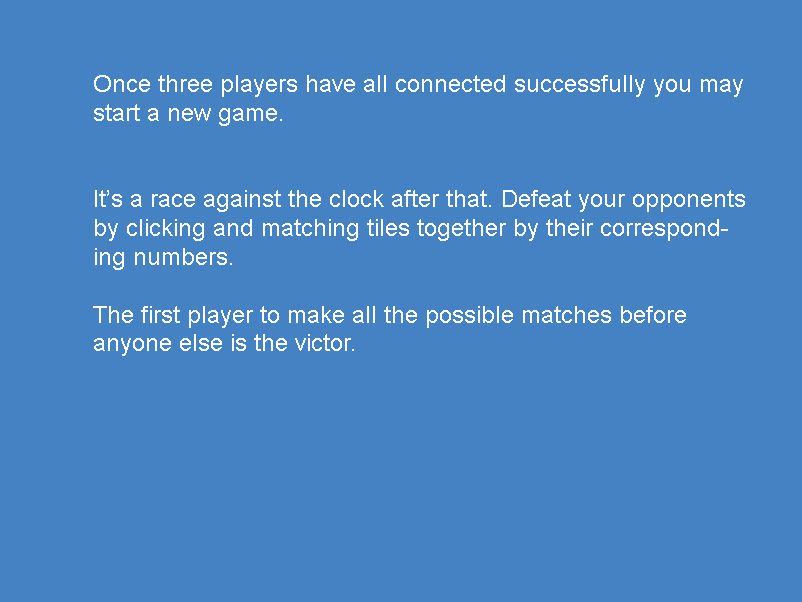 Once three players have all connected successfully you may
start a new game.
It’s a race against the clock after that. Defeat your opponents
by clicking and matching tiles together by their correspond-
ing numbers.
The first player to make all the possible matches before
anyone else is the victor.